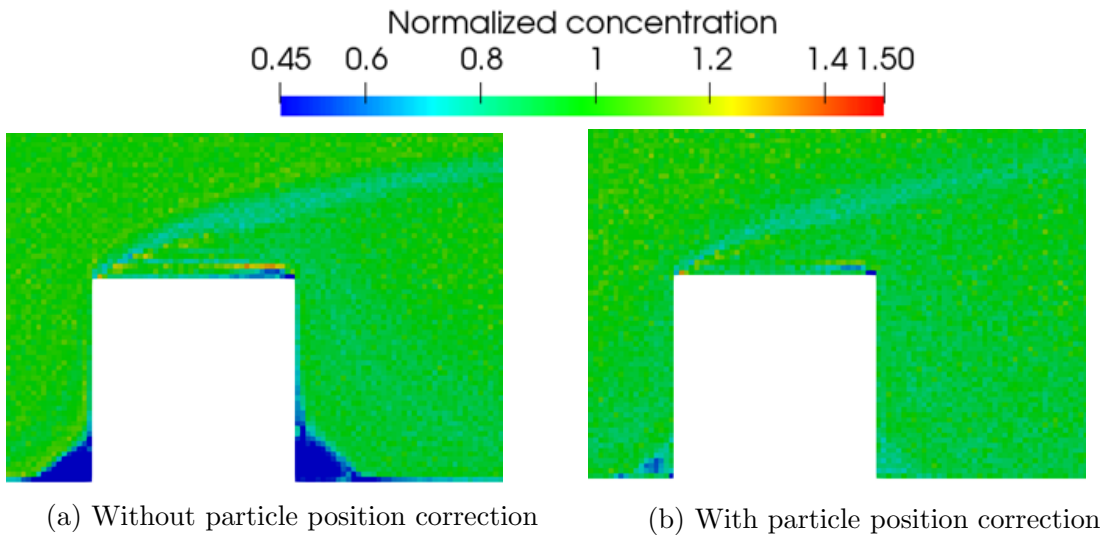 Normalized concentration
0.45 0.6 0.8 1 1.2 1.4 1.50
(a) Without particle position correction
(b) With particle position correction